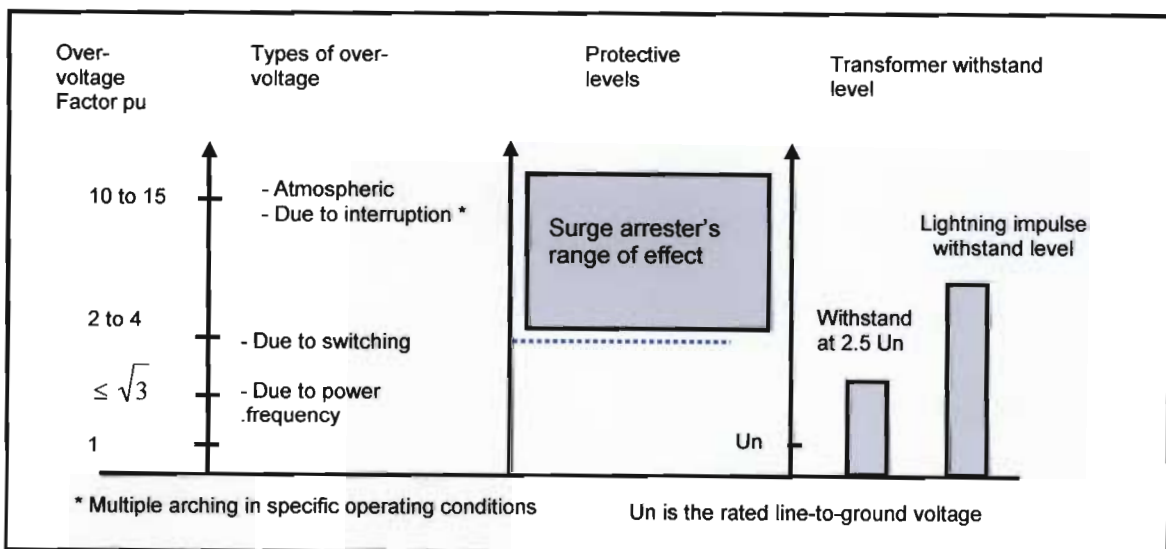 Over-
voltage
Factor pu
Types of over-
voltage
Protective
levels
Transformer withstand
level
10 to 15
- Atmospheric
- Due to interruption *
Surge arrester's
range of effect
Lightning impulse
withstand level
2 to 4
- Due to switching
Withstand
at 2.5 Un
≤ √3
- Due to power
.frequency
1
Un
* Multiple arching in specific operating conditions
Un is the rated line-to-ground voltage